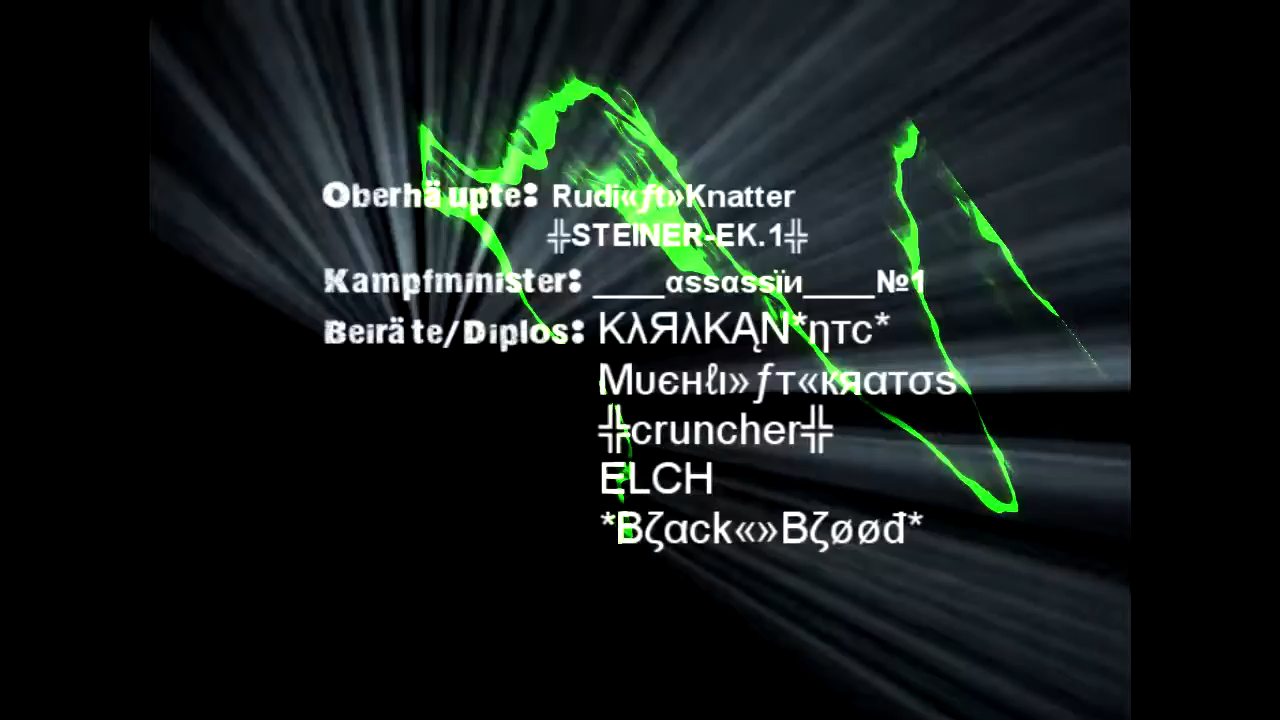 Oberhäupte: Rudi«ƒt»Knatter
╬STEINER-EK.1╬
Kampfminister: ____αssαssïи____№1
Beiräte/Diplos: KλЯλKĄN*ηтc*
Mυєнℓι»ƒт«кяαтσѕ
╬cruncher╬
ELCH
*Bζαck«»Bζøøđ*